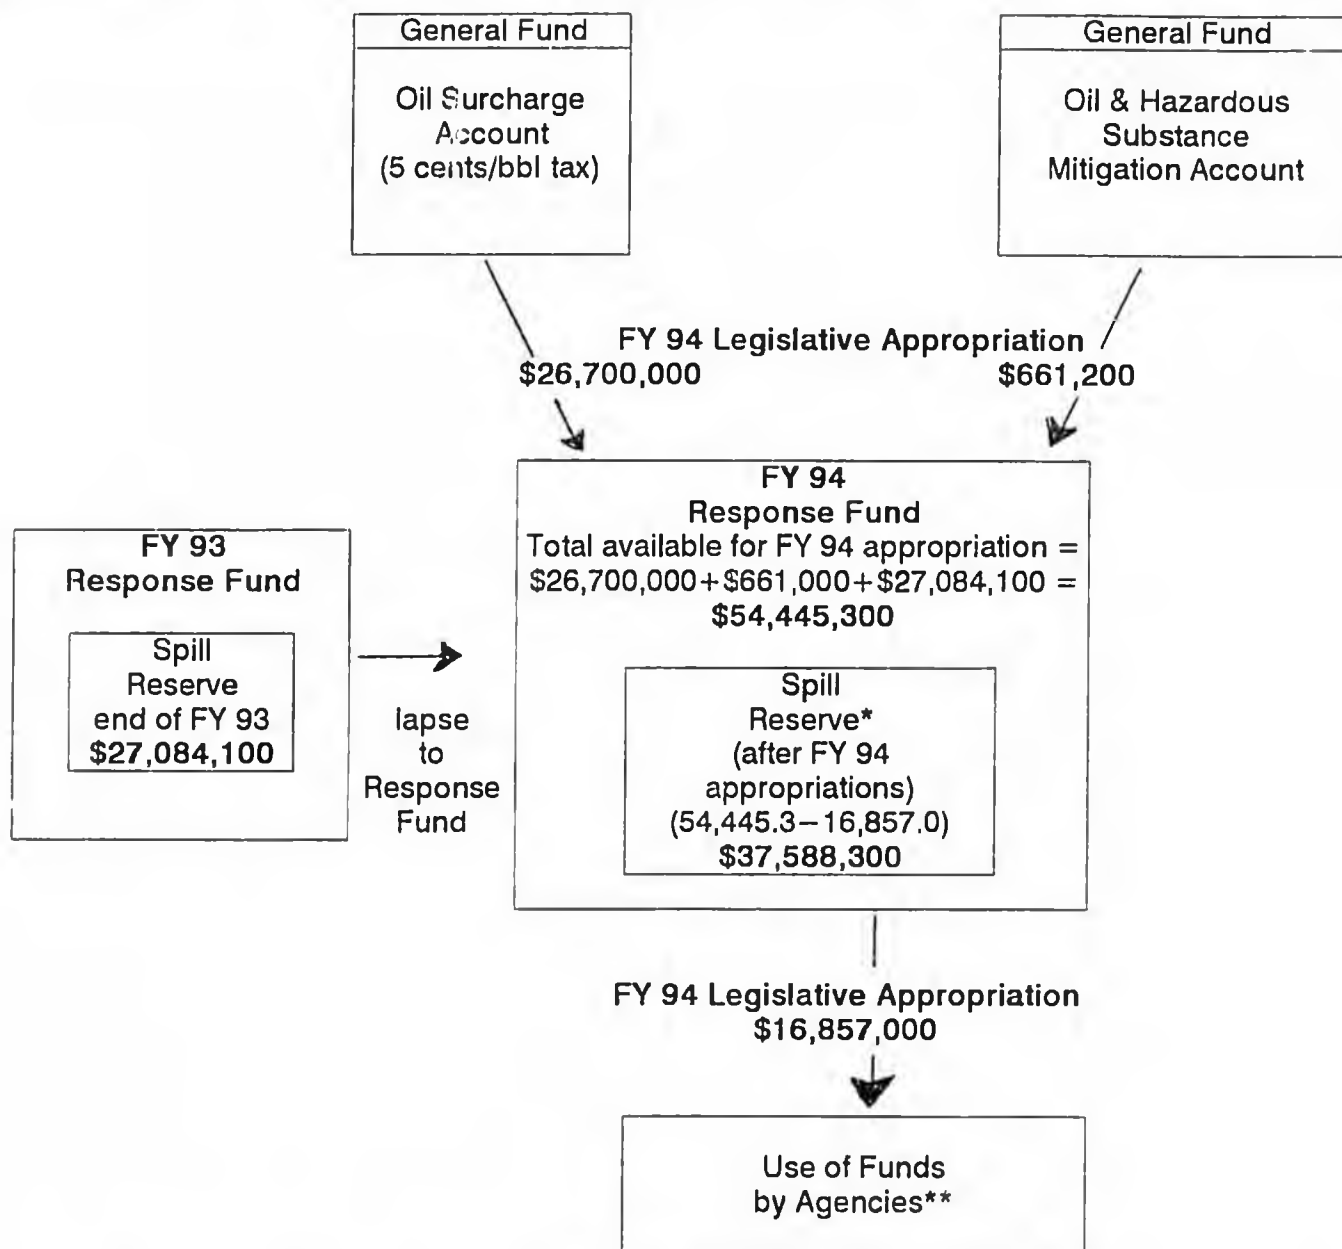 General Fund
Oil Surcharge
Account
(5 cents/bbl tax)
General Fund
Oil & Hazardous
Substance
Mitigation Account
FY 94 Legislative Appropriation
$26,700,000
$661,200
FY 93
Response Fund
Spill
Reserve
end of FY 93
$27,084,100
lapse
to
Response
Fund
FY 94
Response Fund
Total available for FY 94 appropriation =
$26,700,000+$661,000+$27,084,100 =
$54,445,300
Spill
Reserve*
(after FY 94
appropriations)
(54,445.3–16,857.0)
$37,588,300
FY 94 Legislative Appropriation
$16,857,000
Use of Funds
by Agencies**